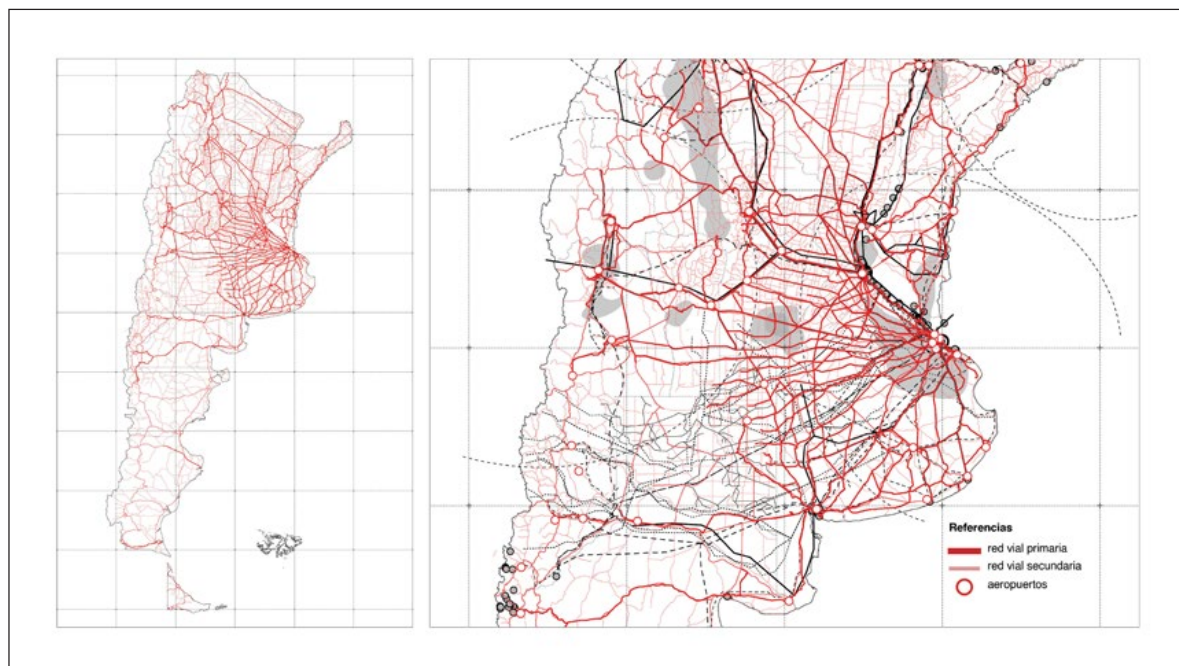 Referencias
red vial primaria
red vial secundaria
aeropuertos